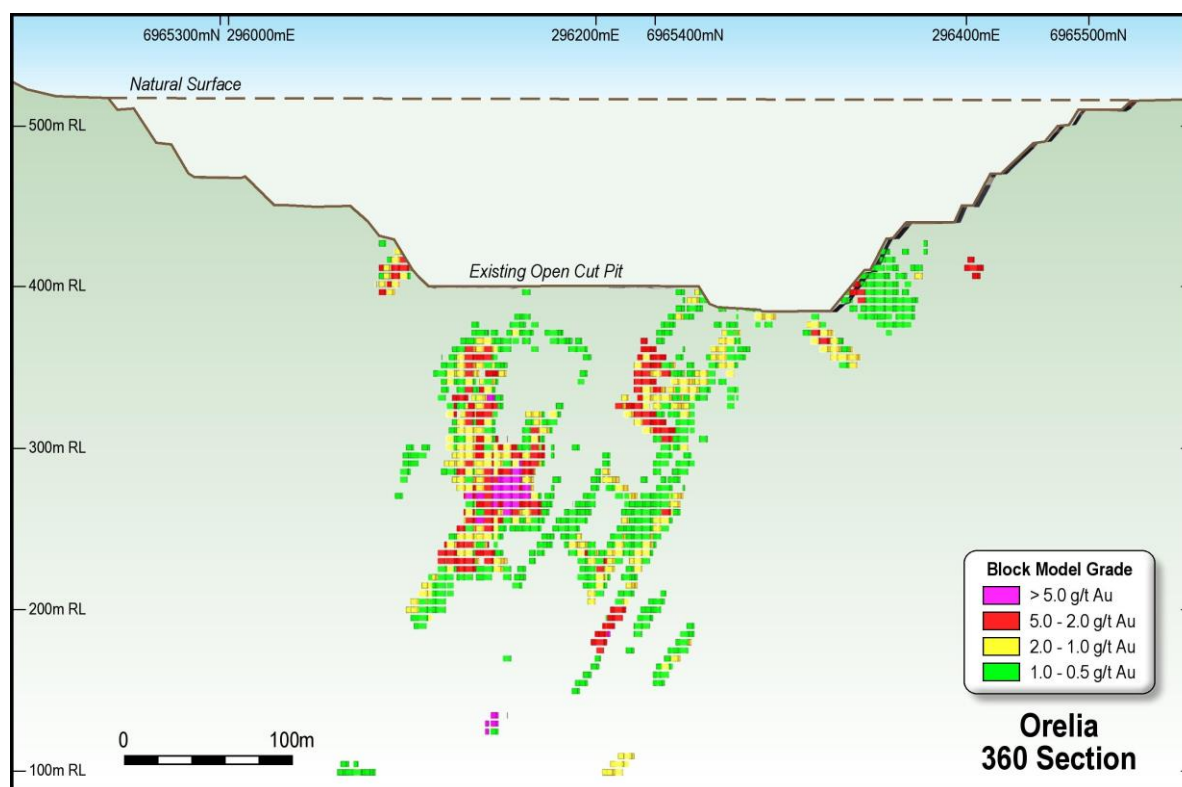 6965300mN 296000mE 296200mE 6965400mN 296400mE 6965500mN
Natural Surface
500m RL
Existing Open Cut Pit
400m RL
300m RL
200m RL
100m RL
Block Model Grade
> 5.0 g/t Au
5.0 - 2.0 g/t Au
2.0 - 1.0 g/t Au
1.0 - 0.5 g/t Au
0 100m
Orelia
360 Section